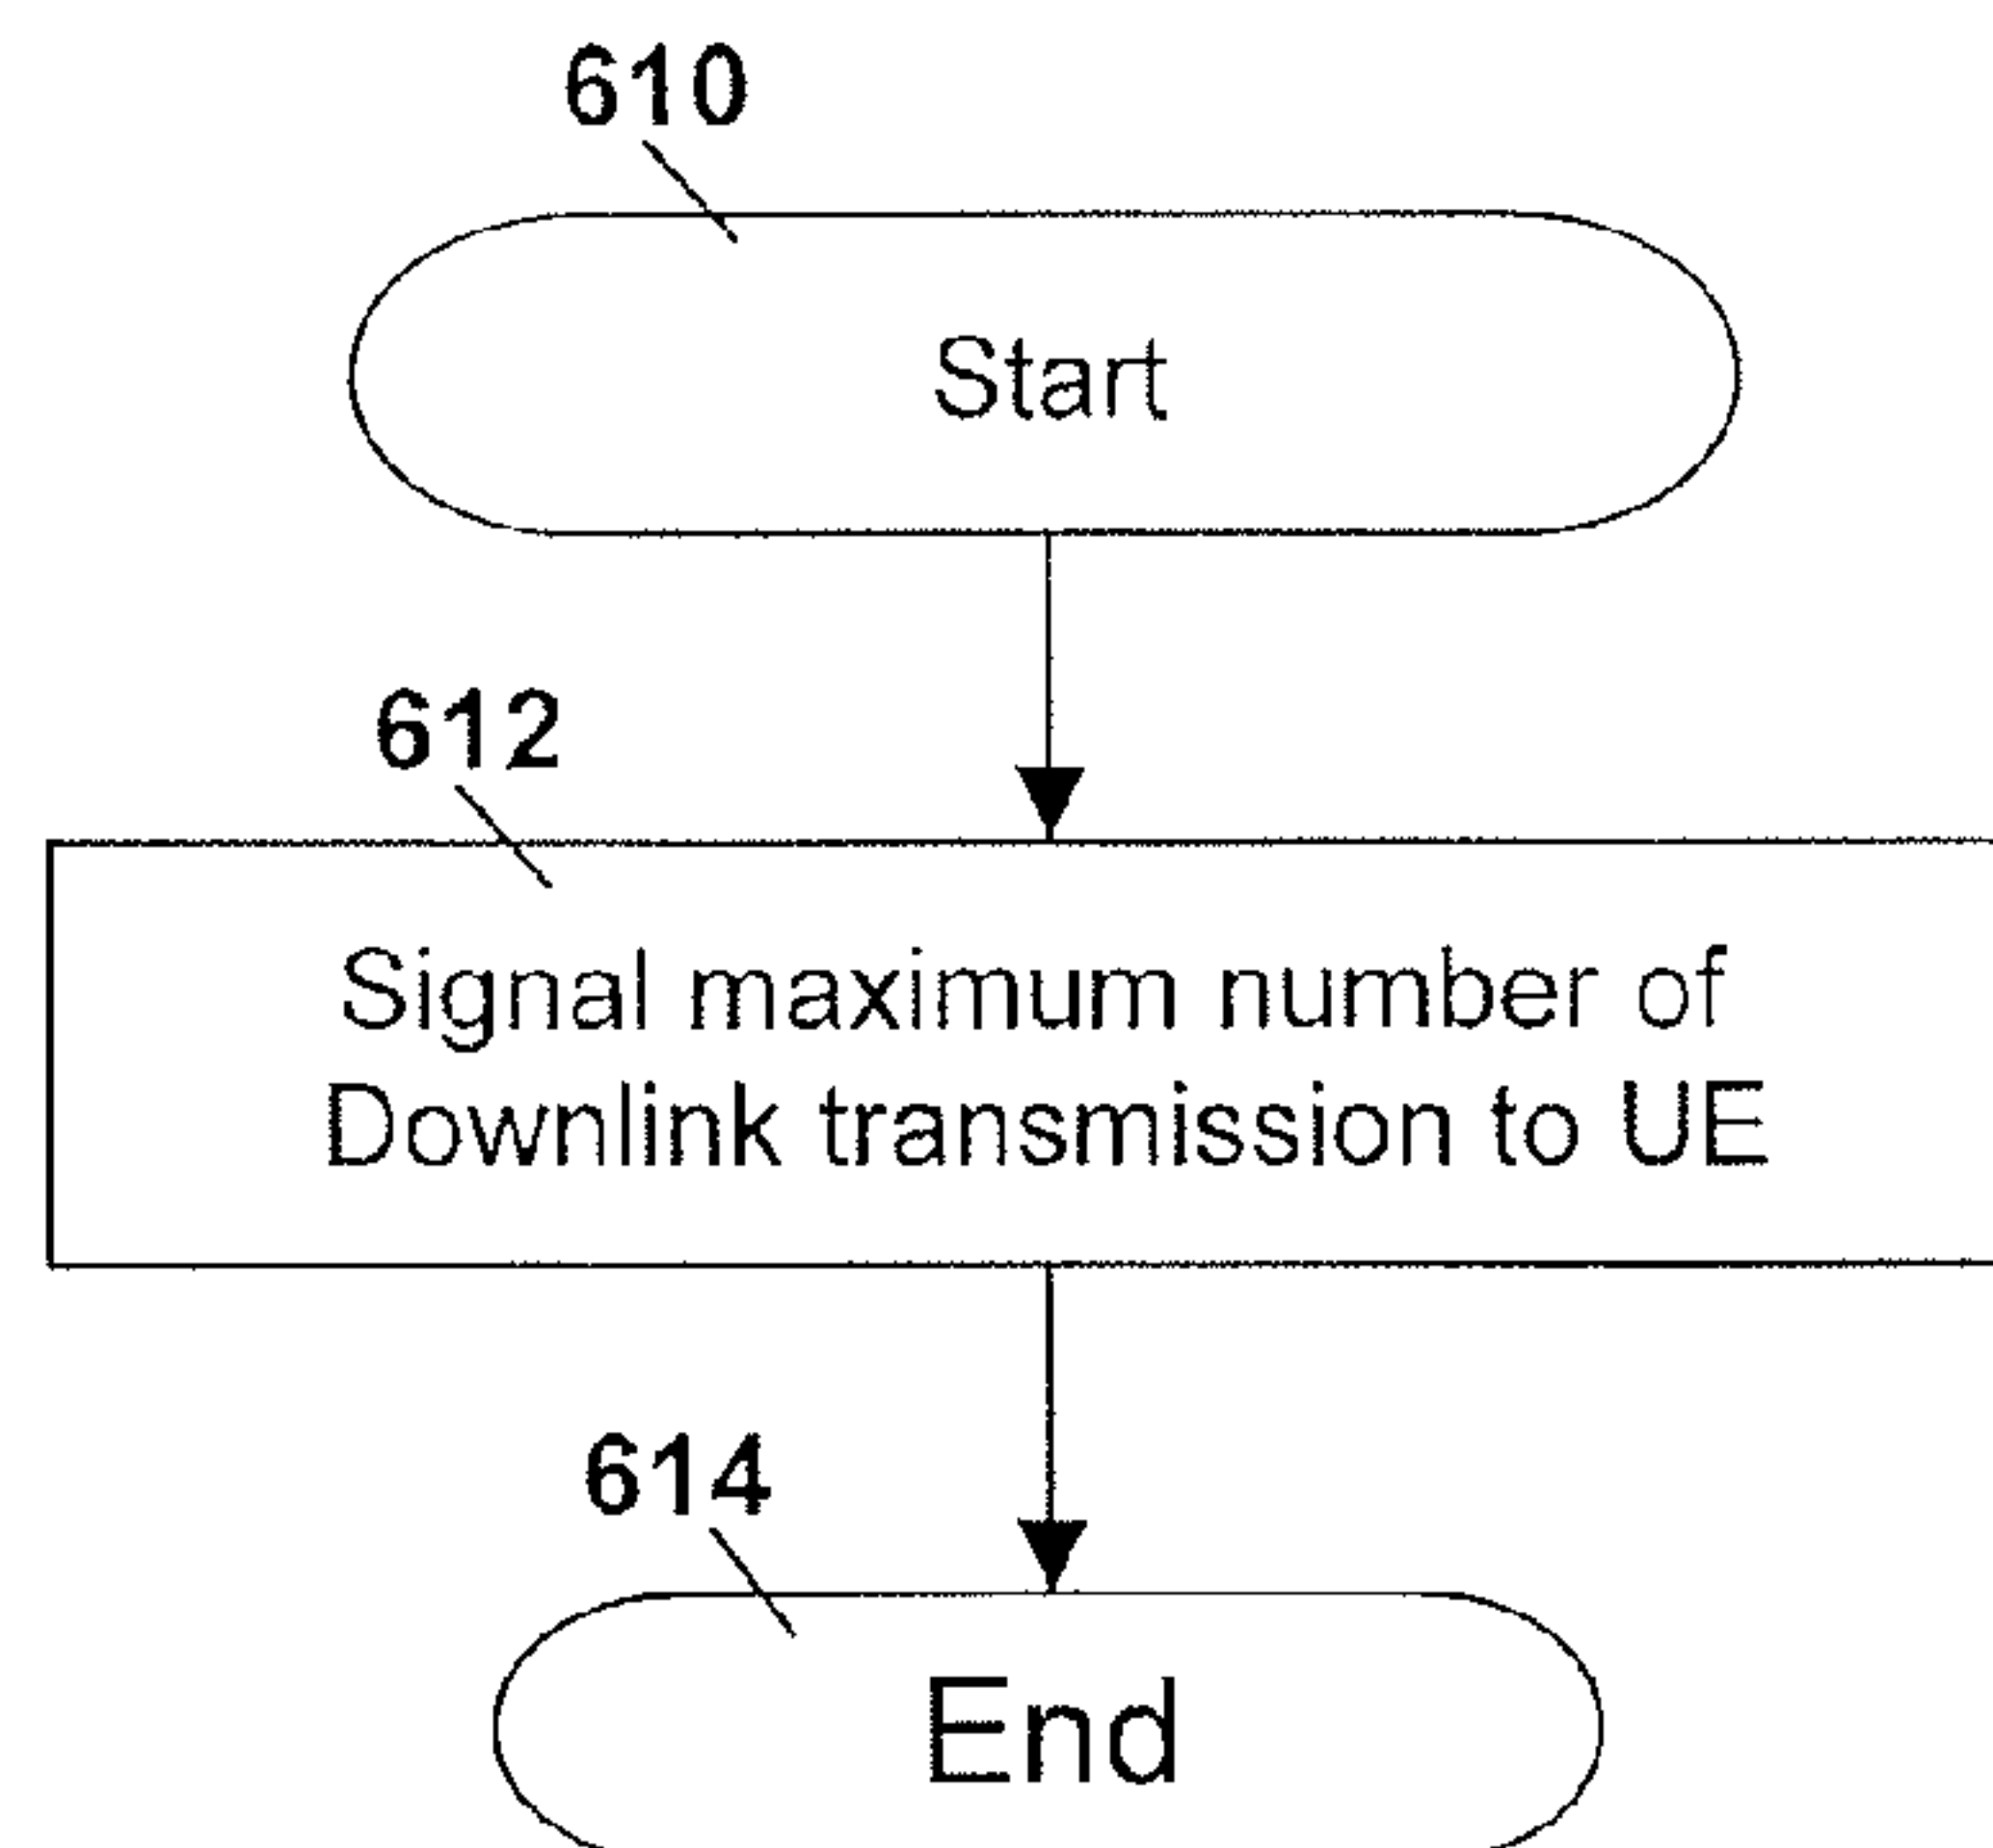 610
Start
612
Signal maximum number of
Downlink transmission to UE
614
End